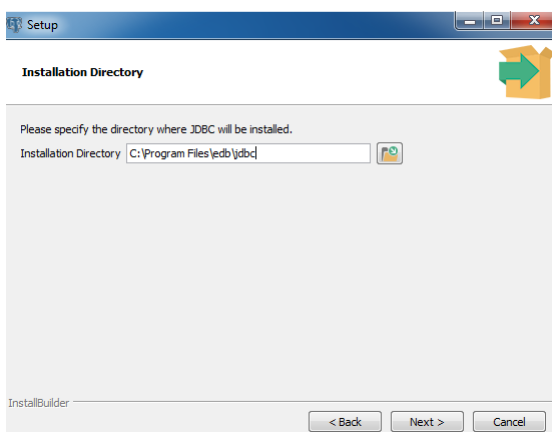 Setup
Installation Directory
Please specify the directory where JDBC will be installed.
Installation Directory C:\Program Files\edb\jdbc
InstallBuilder
< Back Next > Cancel